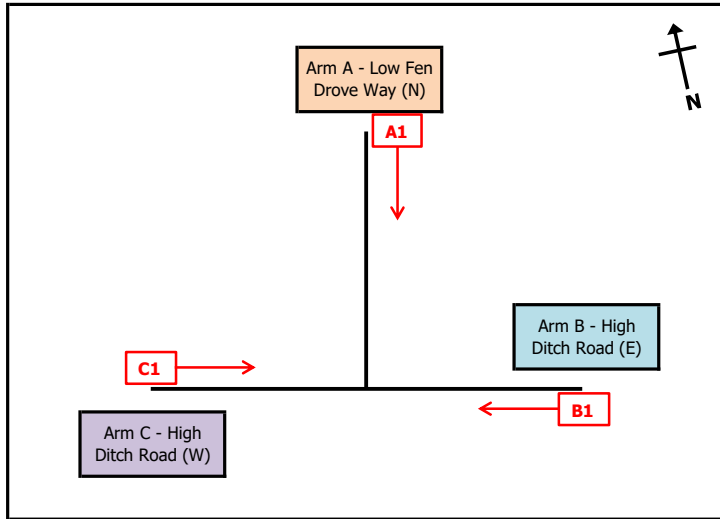 Arm A - Low Fen
Drove Way (N)
A1
N
Arm B - High
Ditch Road (E)
C1
B1
Arm C - High
Ditch Road (W)